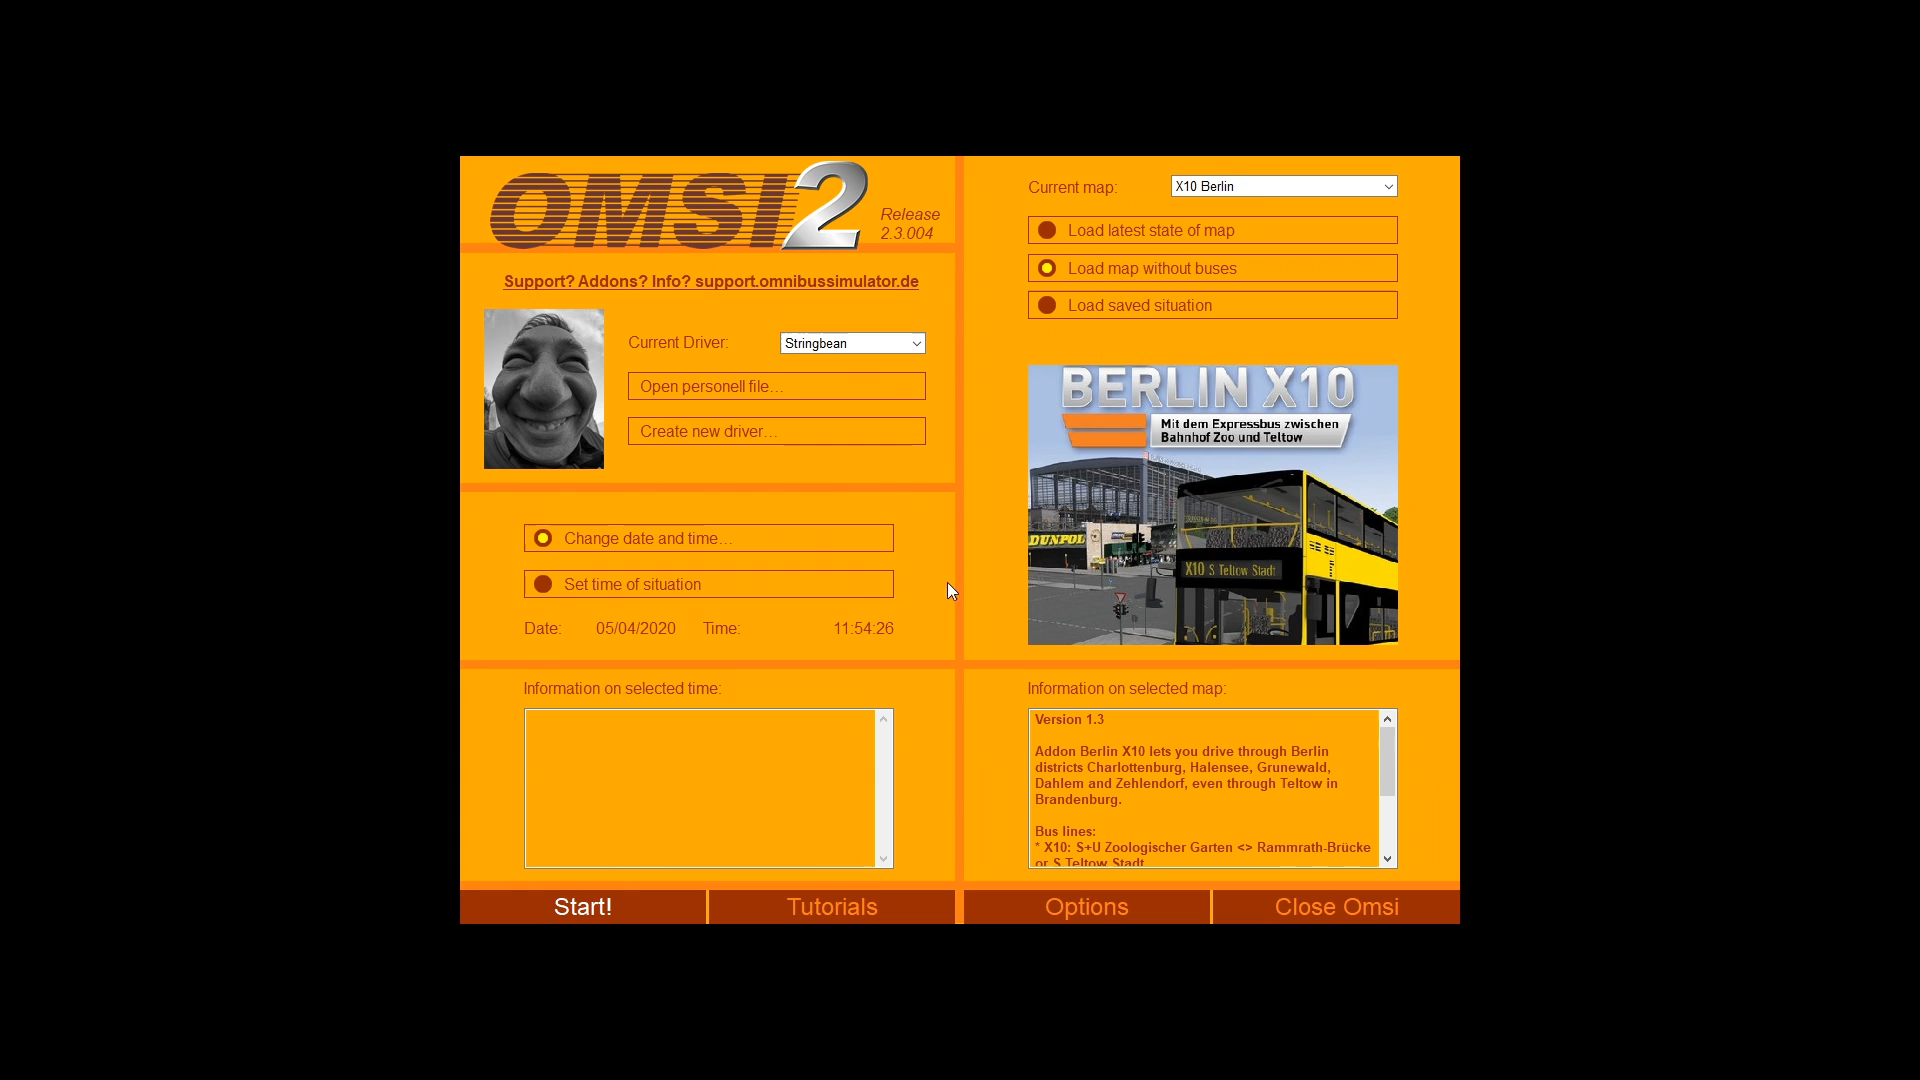 OMSI2
Release
2.3.004
Support? Addons? Info? support.omnibussimulator.de
Current Driver:
Stringbean
Open personell file...
Create new driver...
Change date and time...
Set time of situation
Date:
05/04/2020
Time:
11:54:26
Information on selected time:
Current map:
X10 Berlin
Load latest state of map
Load map without buses
Load saved situation
BERLIN X10
Mit dem Expressbus zwischen
Bahnhof Zoo und Teltow
DUNPOL
X10 S Teltow Stadt
Information on selected map:
Version 1.3
Addon Berlin X10 lets you drive through Berlin
districts Charlottenburg, Halensee, Grunewald,
Dahlem and Zehlendorf, even through Teltow in
Brandenburg.
Bus lines:
* X10: S+U Zoologischer Garten <> Rammrath-Brücke
or S Teltow Stadt
Start!
Tutorials
Options
Close Omsi